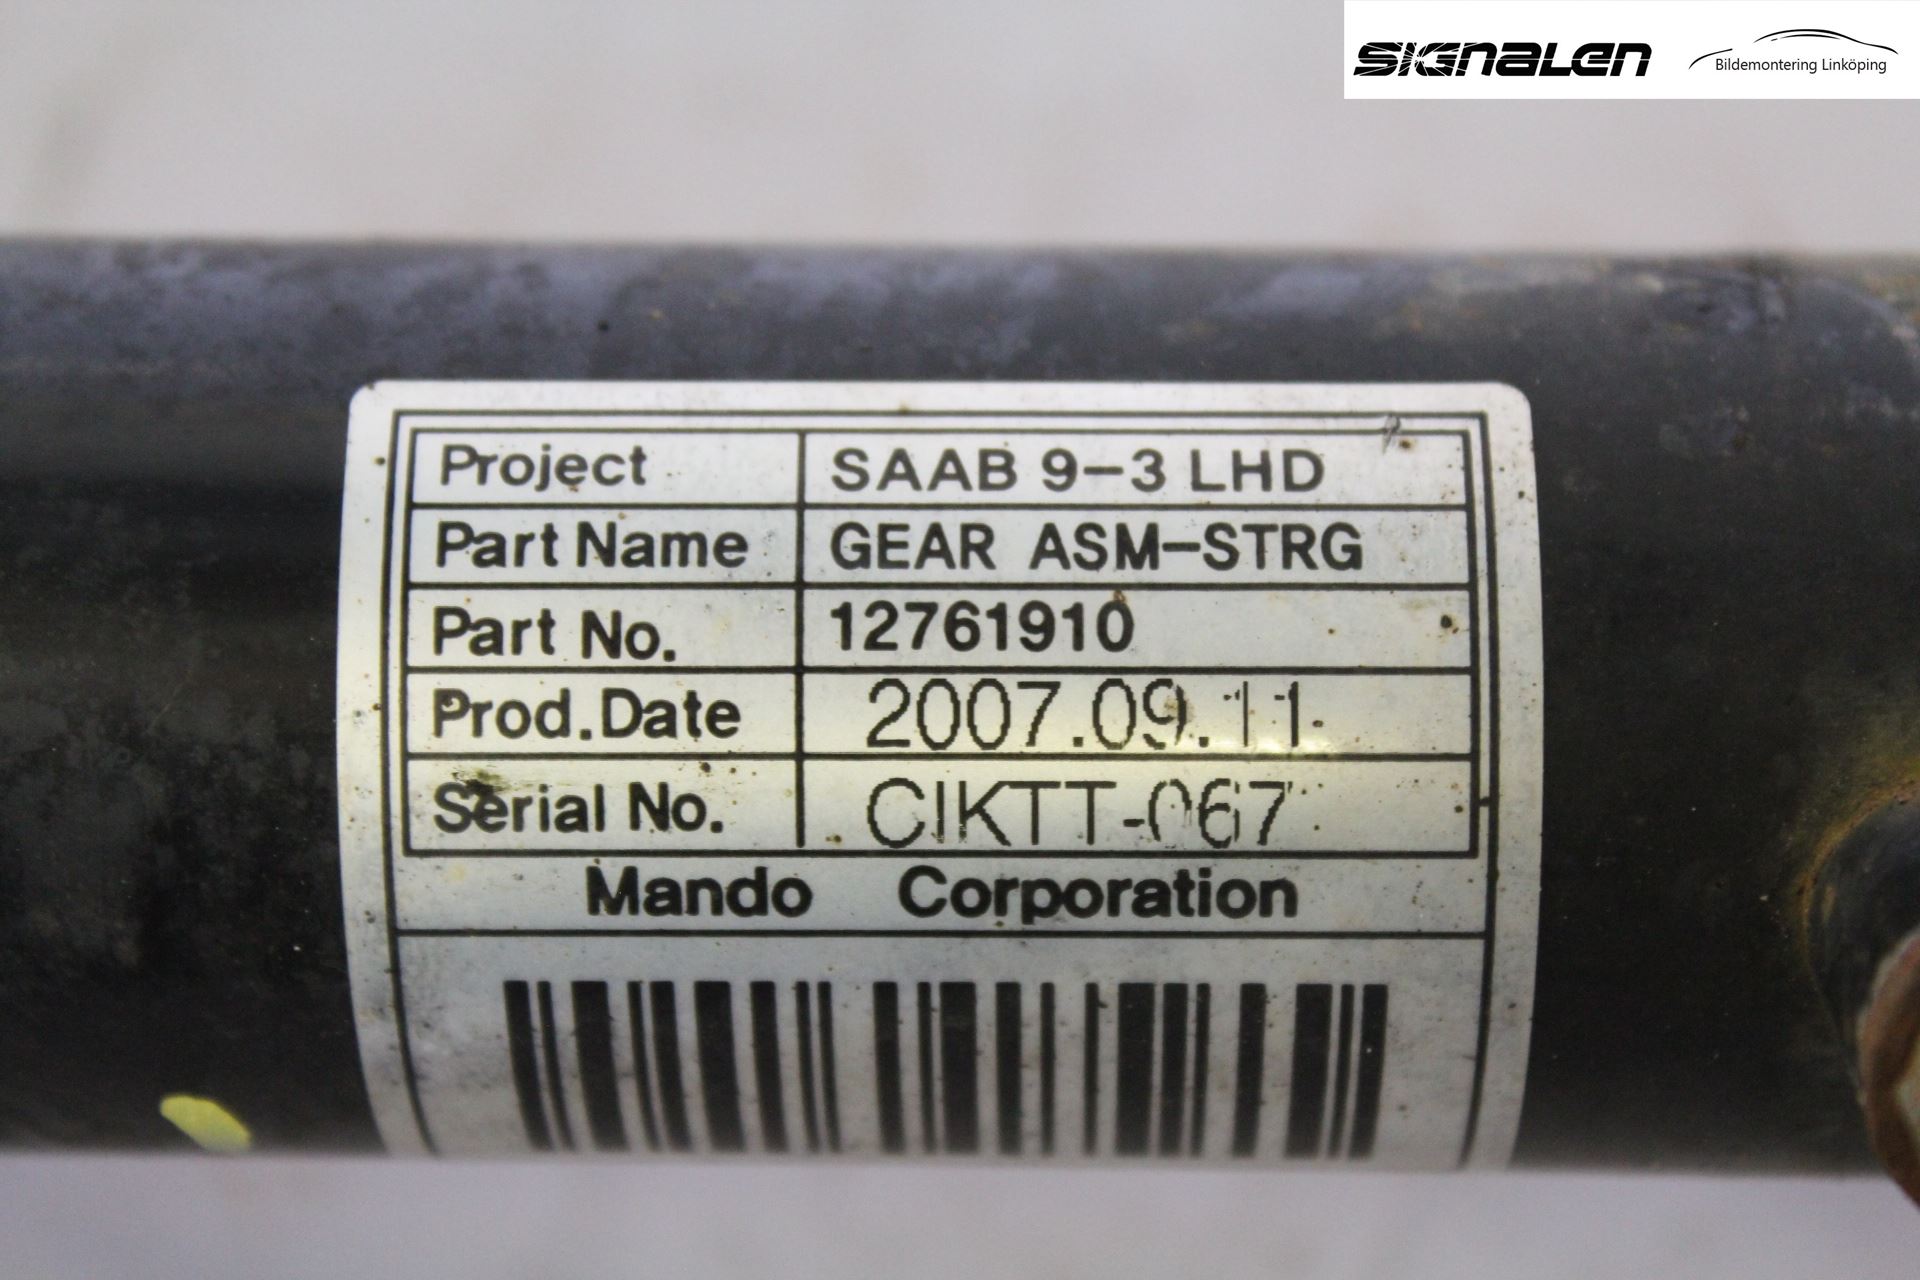 SIGNALEN
Bildemontering Linköping
Project SAAB 9-3 LHD
Part Name GEAR ASM-STRG
Part No. 12761910
Prod.Date 2007.09.11
Serial No. CIKTT-067
Mando Corporation